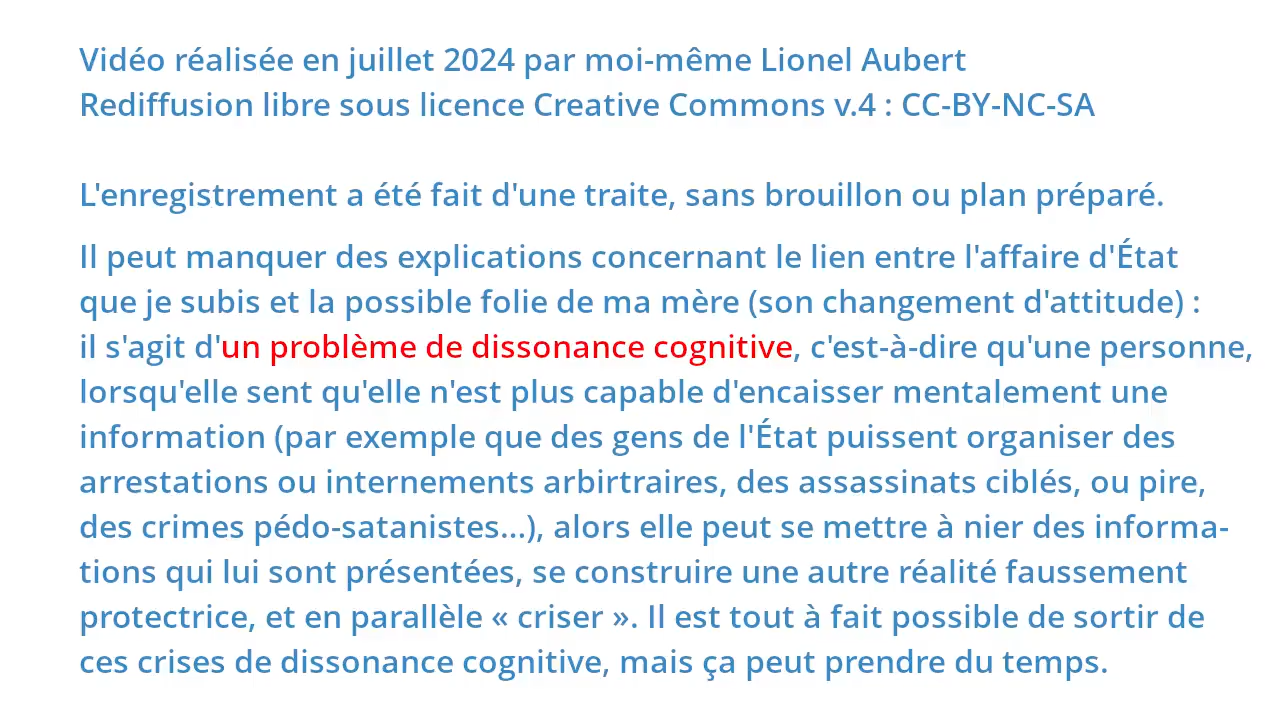 Vidéo réalisée en juillet 2024 par moi-même Lionel Aubert
Rediffusion libre sous licence Creative Commons v.4 : CC-BY-NC-SA
L'enregistrement a été fait d'une traite, sans brouillon ou plan préparé.
Il peut manquer des explications concernant le lien entre l'affaire d'État
que je subis et la possible folie de ma mère (son changement d'attitude) :
il s'agit d'un problème de dissonance cognitive, c'est-à-dire qu'une personne,
lorsqu'elle sent qu'elle n'est plus capable d'encaisser mentalement une
information (par exemple que des gens de l'État puissent organiser des
arrestations ou internements arbirtraires, des assassinats ciblés, ou pire,
des crimes pédo-satanistes...), alors elle peut se mettre à nier des informa-
tions qui lui sont présentées, se construire une autre réalité faussement
protectrice, et en parallèle « criser ». Il est tout à fait possible de sortir de
ces crises de dissonance cognitive, mais ça peut prendre du temps.